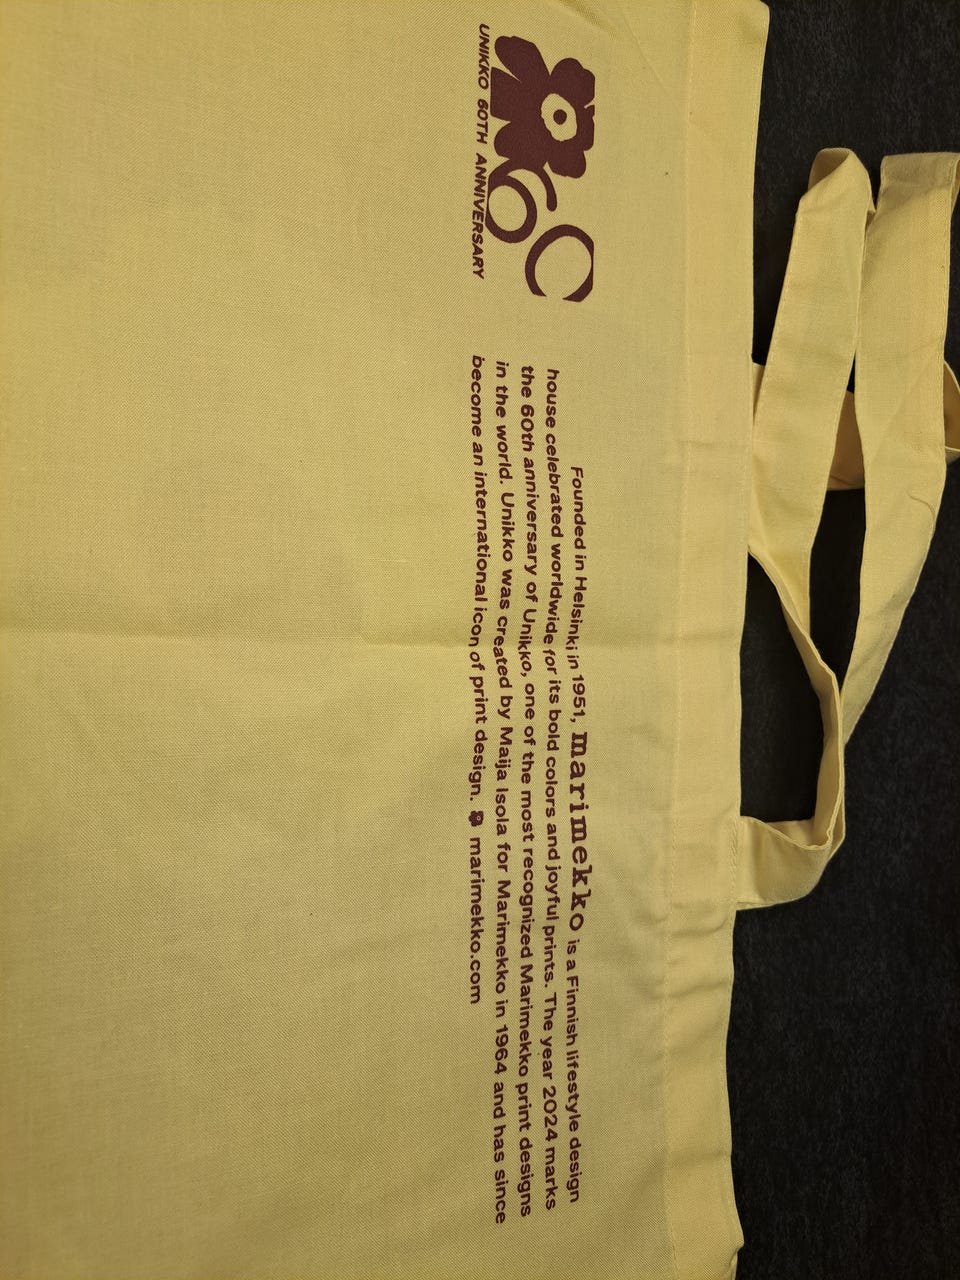 60
UNIKKO 60TH ANNIVERSARY
Founded in Helsinki in 1951, marimekko is a Finnish lifestyle design
house celebrated worldwide for its bold colors and joyful prints. The year 2024 marks
the 60th anniversary of Unikko, one of the most recognized Marimekko print designs
in the world. Unikko was created by Maija Isola for Marimekko in 1964 and has since
become an international icon of print design. marimekko.com